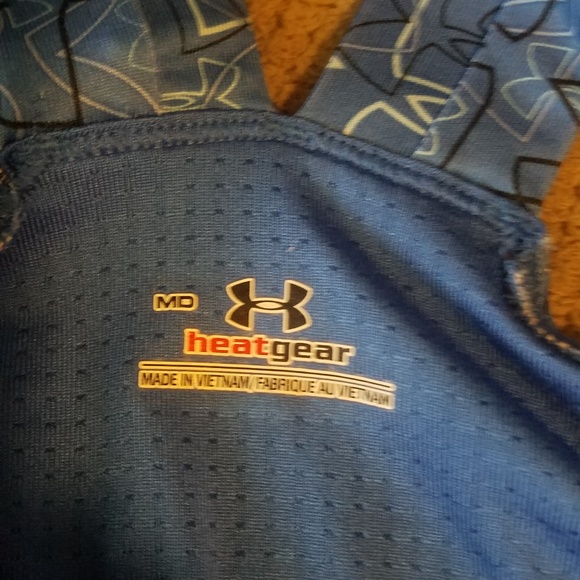 MD
heatgear
MADE IN VIETNAM/FABRIQUE AU VIETNAM